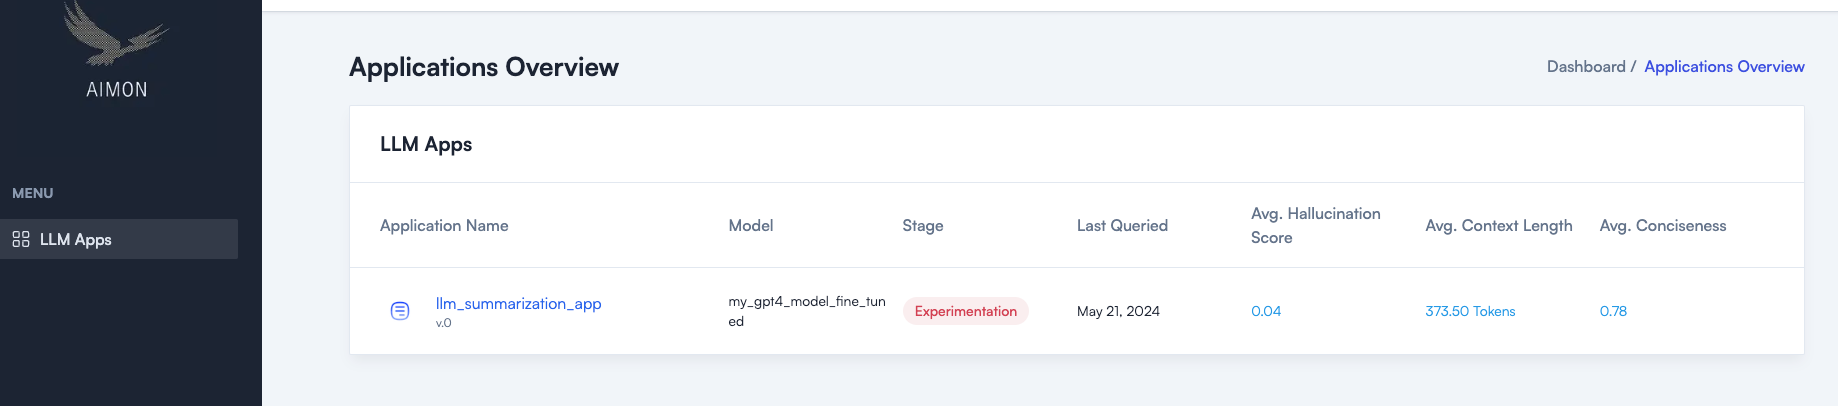 AIMON
MENU
LLM Apps
Applications Overview
Dashboard / Applications Overview
LLM Apps
Application Name
Model
Stage
Last Queried
Avg. Hallucination
Score
Avg. Context Length
Avg. Conciseness
llm_summarization_app
v.0
my_gpt4_model_fine_tun
ed
Experimentation
May 21, 2024
0.04
373.50 Tokens
0.78